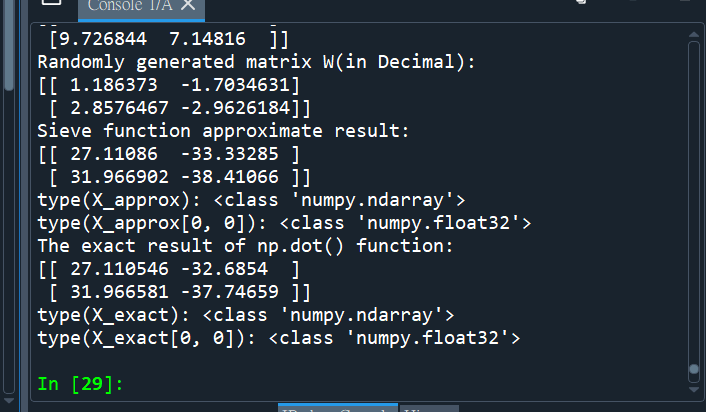 Console 1/A
[9.726844  7.14816  ]]
Randomly generated matrix W(in Decimal):
[[ 1.186373  -1.7034631]
 [ 2.8576467 -2.9626184]]
Sieve function approximate result:
[[ 27.11086  -33.33285 ]
 [ 31.966902 -38.41066 ]]
type(X_approx): <class 'numpy.ndarray'>
type(X_approx[0, 0]): <class 'numpy.float32'>
The exact result of np.dot() function:
[[ 27.110546 -32.6854  ]
 [ 31.966581 -37.74659 ]]
type(X_exact): <class 'numpy.ndarray'>
type(X_exact[0, 0]): <class 'numpy.float32'>
In [29]: